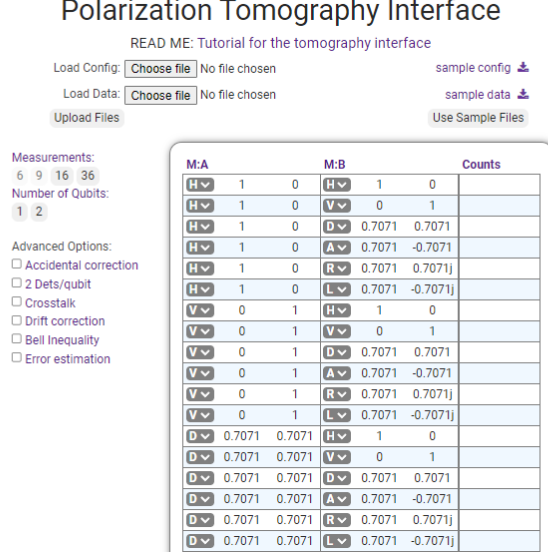 Polarization Tomography Interface
READ ME: Tutorial for the tomography interface
Load Config: Choose file No file chosen sample config
Load Data: Choose file No file chosen sample data
Upload Files Use Sample Files
Measurements:
6 9 16 36
Number of Qubits:
1 2
Advanced Options:
Accidental correction
2 Dets/qubit
Crosstalk
Drift correction
Bell Inequality
Error estimation
M:A M:B Counts
H 1 0 H 1 0
H 1 0 V 0 1
H 1 0 D 0.7071 0.7071
H 1 0 A 0.7071 -0.7071
H 1 0 R 0.7071 0.7071j
H 1 0 L 0.7071 -0.7071j
V 0 1 H 1 0
V 0 1 V 0 1
V 0 1 D 0.7071 0.7071
V 0 1 A 0.7071 -0.7071
V 0 1 R 0.7071 0.7071j
V 0 1 L 0.7071 -0.7071j
D 0.7071 0.7071 H 1 0
D 0.7071 0.7071 V 0 1
D 0.7071 0.7071 D 0.7071 0.7071
D 0.7071 0.7071 A 0.7071 -0.7071
D 0.7071 0.7071 R 0.7071 0.7071j
D 0.7071 0.7071 L 0.7071 -0.7071j